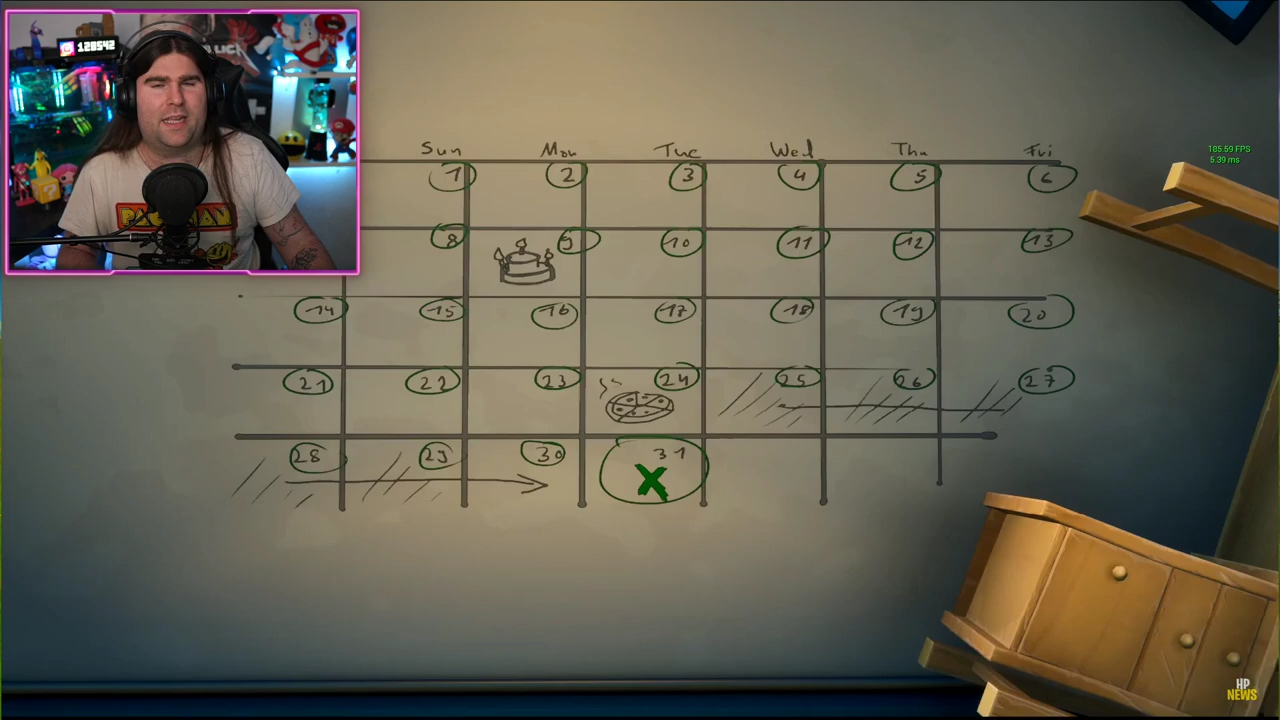 128542
PAC-MAN
185.59 FPS
5.39 ms
Sun Mon Tue Wed Thu Fri
1 2 3 4 5 6
8 9 10 11 12 13
14 15 16 17 18 19 20
21 22 23 24 25 26 27
28 29 30 31
X
HP
NEWS